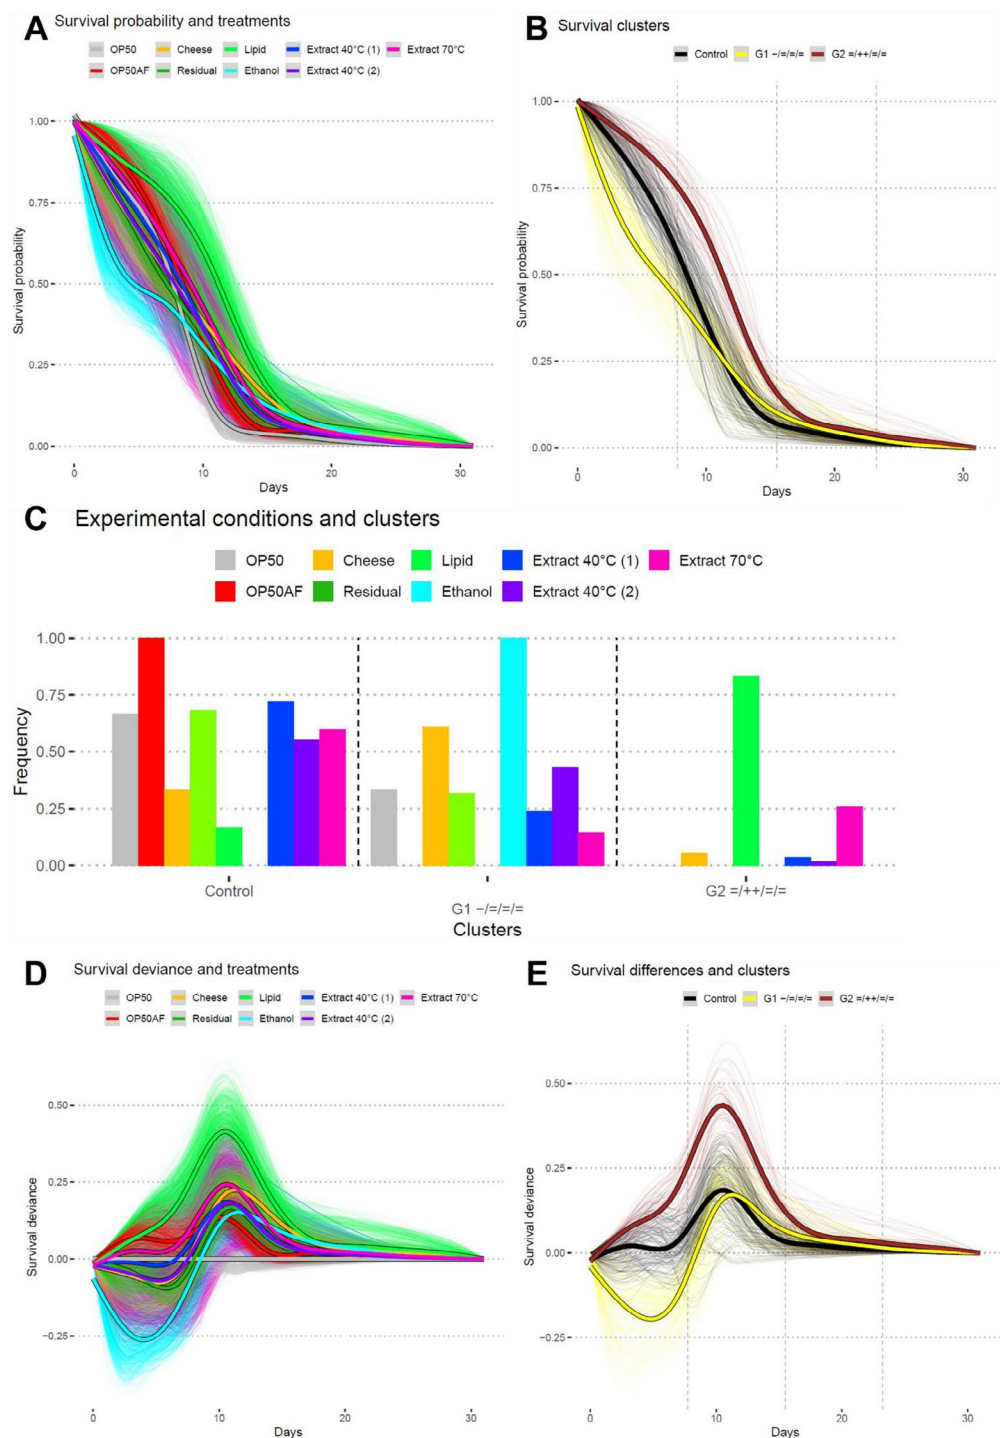 A Survival probability and treatments
OP50 Cheese Lipid Extract 40°C (1) Extract 70°C
OP50AF Residual Ethanol Extract 40°C (2)
1.00
0.75
0.50
0.25
0.00
Survival probability
0 10 20 30
Days
B Survival clusters
Control G1 −/=/=/= G2 =/++/=/=
1.00
0.75
0.50
0.25
0.00
Survival probability
0 10 20 30
Days
C Experimental conditions and clusters
OP50 Cheese Lipid Extract 40°C (1) Extract 70°C
OP50AF Residual Ethanol Extract 40°C (2)
1.00
0.75
0.50
0.25
0.00
Frequency
Control G1 −/=/=/= G2 =/++/=/=
Clusters
D Survival deviance and treatments
OP50 Cheese Lipid Extract 40°C (1) Extract 70°C
OP50AF Residual Ethanol Extract 40°C (2)
0.50
0.25
0.00
−0.25
Survival deviance
0 10 20 30
Days
E Survival differences and clusters
Control G1 −/=/=/= G2 =/++/=/=
0.50
0.25
0.00
−0.25
Survival deviance
0 10 20 30
Days